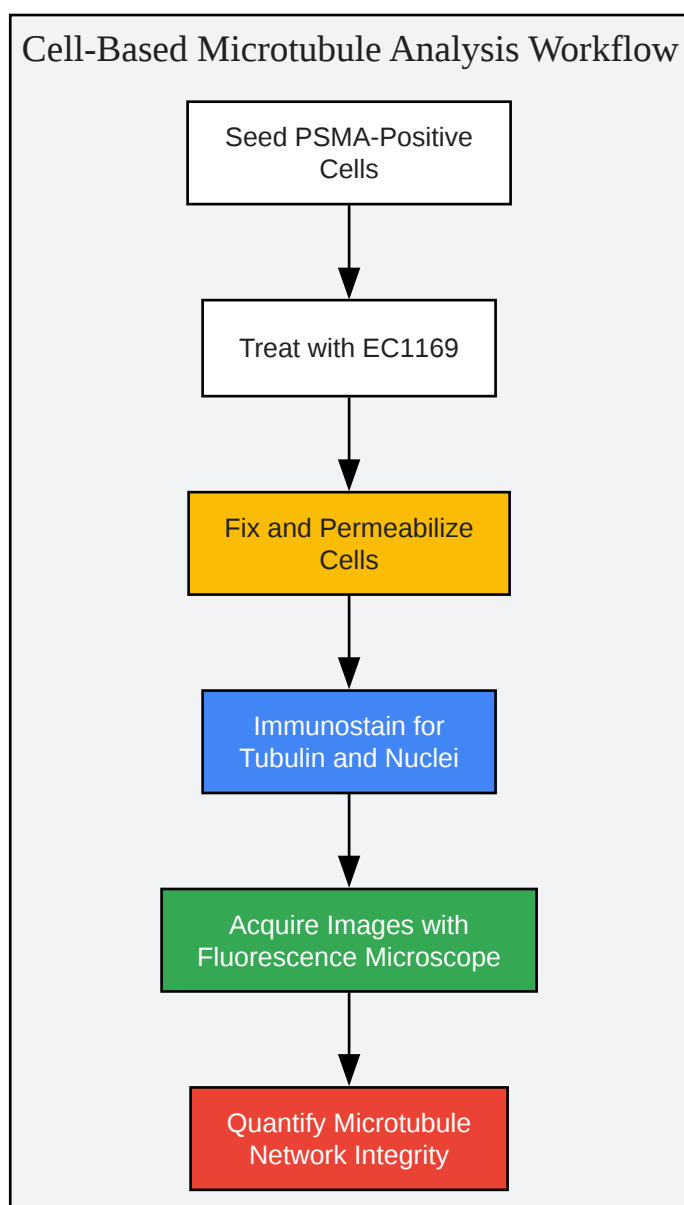 Cell-Based Microtubule Analysis Workflow
Seed PSMA-Positive
Cells
Treat with EC1169
Fix and Permeabilize
Cells
Immunostain for
Tubulin and Nuclei
Acquire Images with
Fluorescence Microscope
Quantify Microtubule
Network Integrity